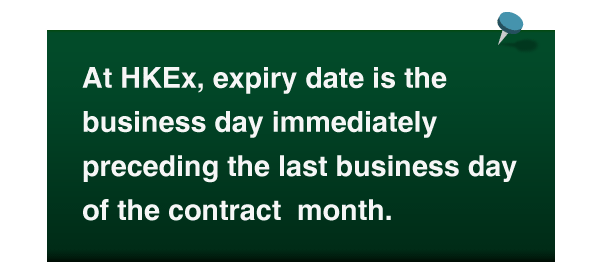 At HKEx, expiry date is the
business day immediately
preceding the last business day
of the contract  month.